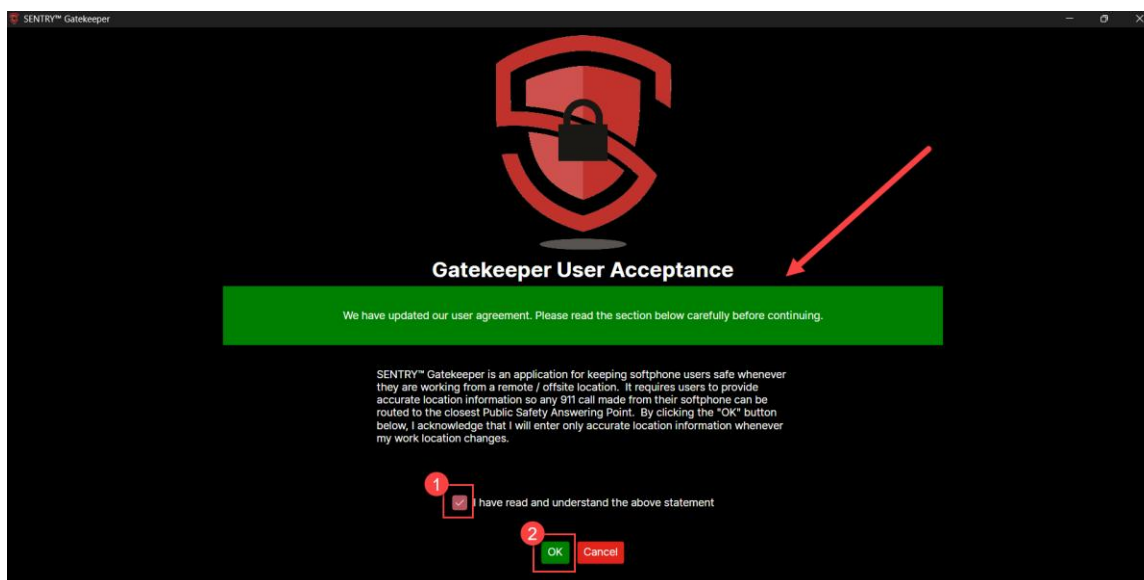 SENTRY™ Gatekeeper
Gatekeeper User Acceptance
We have updated our user agreement. Please read the section below carefully before continuing.
SENTRY™ Gatekeeper is an application for keeping softphone users safe whenever
they are working from a remote / offsite location. It requires users to provide
accurate location information so any 911 call made from their softphone can be
routed to the closest Public Safety Answering Point. By clicking the "OK" button
below, I acknowledge that I will enter only accurate location information whenever
my work location changes.
1
I have read and understand the above statement
2
OK Cancel